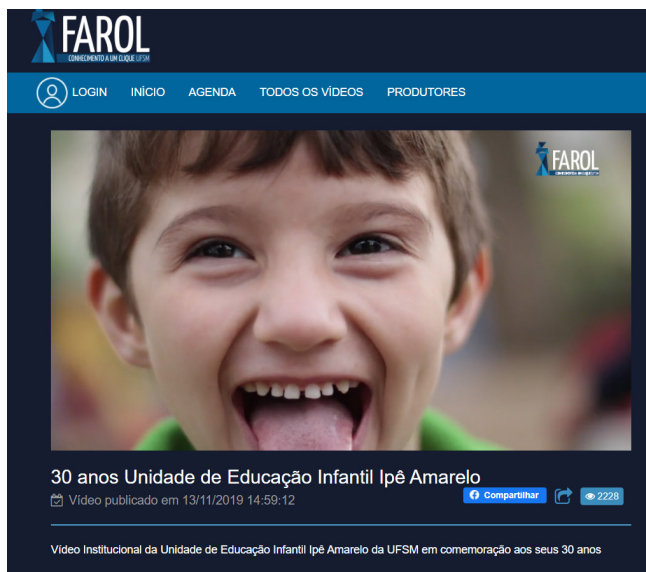 FAROL
CONHECIMENTO A UM CLIQUE UFSM
LOGIN INÍCIO AGENDA TODOS OS VÍDEOS PRODUTORES
FAROL
30 anos Unidade de Educação Infantil Ipê Amarelo
Vídeo publicado em 13/11/2019 14:59:12
Compartilhar 2228
Vídeo Institucional da Unidade de Educação Infantil Ipê Amarelo da UFSM em comemoração aos seus 30 anos